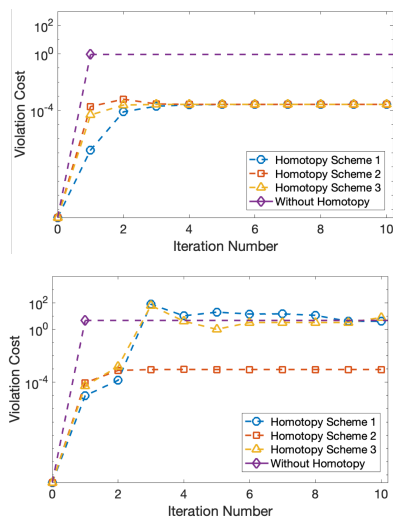 10^0
10^-4
Violation Cost
Homotopy Scheme 1
Homotopy Scheme 2
Homotopy Scheme 3
Without Homotopy
0 2 4 6 8 10
Iteration Number
10^2
10^0
10^-4
Violation Cost
Homotopy Scheme 1
Homotopy Scheme 2
Homotopy Scheme 3
Without Homotopy
0 2 4 6 8 10
Iteration Number